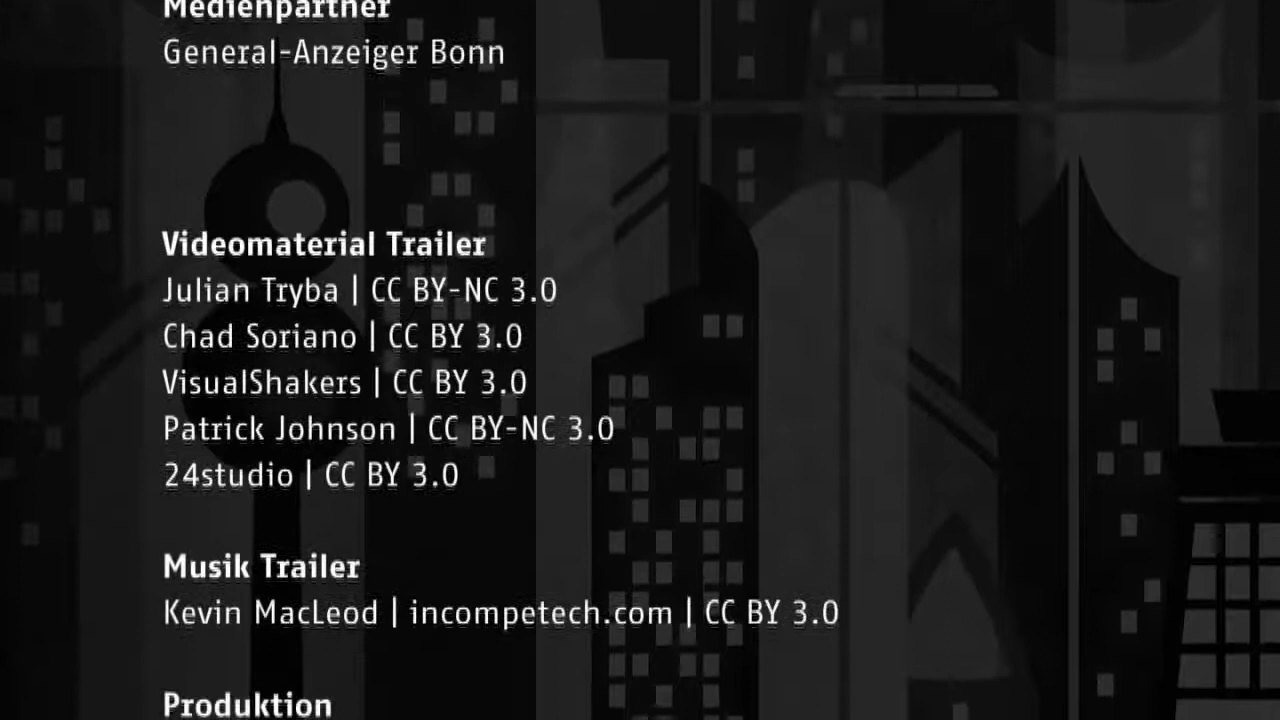 Medienpartner
General-Anzeiger Bonn
Videomaterial Trailer
Julian Tryba | CC BY-NC 3.0
Chad Soriano | CC BY 3.0
VisualShakers | CC BY 3.0
Patrick Johnson | CC BY-NC 3.0
24studio | CC BY 3.0
Musik Trailer
Kevin MacLeod | incompetech.com | CC BY 3.0
Produktion